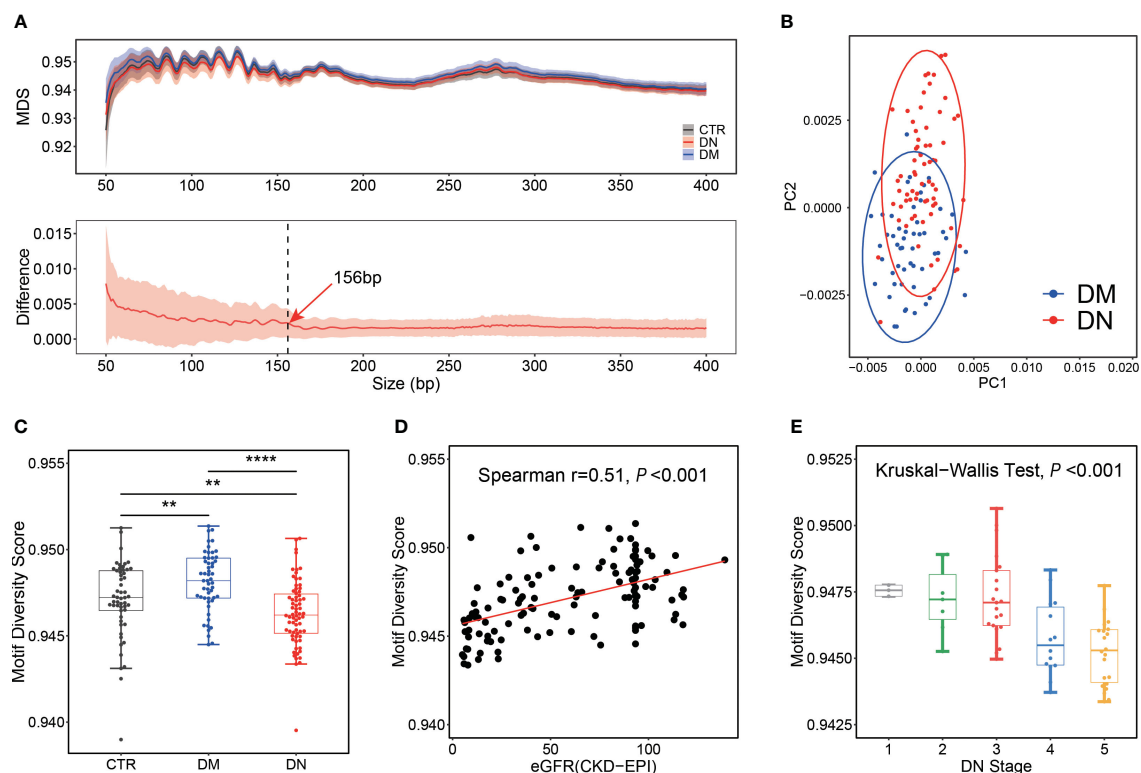 A
MDS
0.95
0.94
0.93
0.92
CTR
DN
DM
50 100 150 200 250 300 350 400
Difference
0.015
0.010
0.005
0.000
156bp
50 100 150 200 250 300 350 400
Size (bp)
B
PC2
0.0025
0.0000
−0.0025
DM
DN
−0.005 0.000 0.005 0.010 0.015 0.020
PC1
C
Motif Diversity Score
0.955
0.950
0.945
0.940
****
**
**
CTR DM DN
D
Motif Diversity Score
0.955
0.950
0.945
0.940
Spearman r=0.51, P <0.001
0 50 100
eGFR(CKD−EPI)
E
Motif Diversity Score
0.9525
0.9500
0.9475
0.9450
0.9425
Kruskal−Wallis Test, P <0.001
1 2 3 4 5
DN Stage